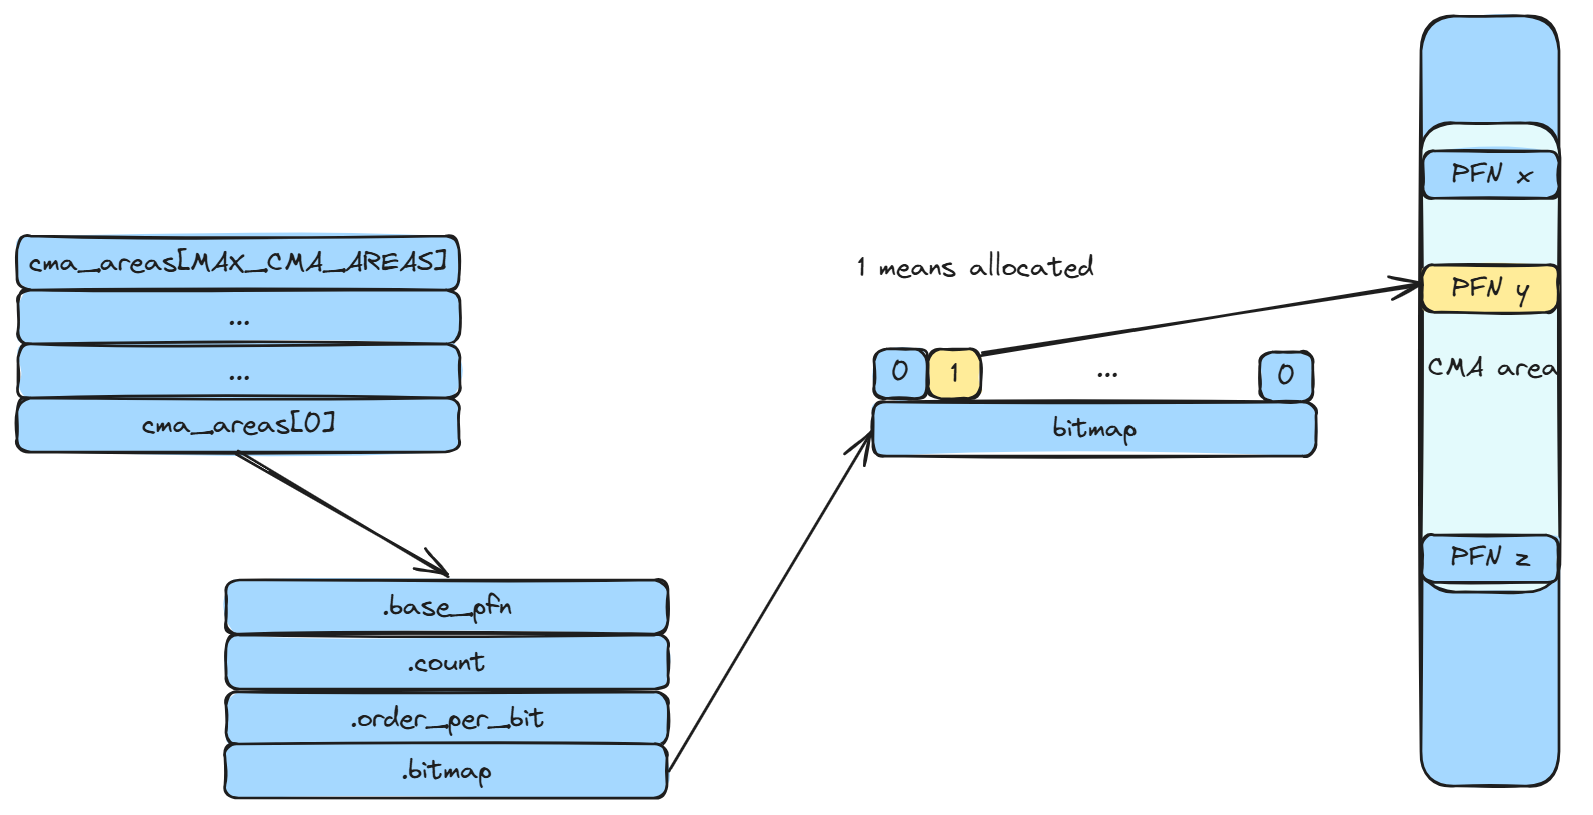 cma_areas[MAX_CMA_AREAS]
...
...
cma_areas[0]
.base_pfn
.count
.order_per_bit
.bitmap
1 means allocated
0 1 ... 0
bitmap
PFN x
PFN y
CMA area
PFN z